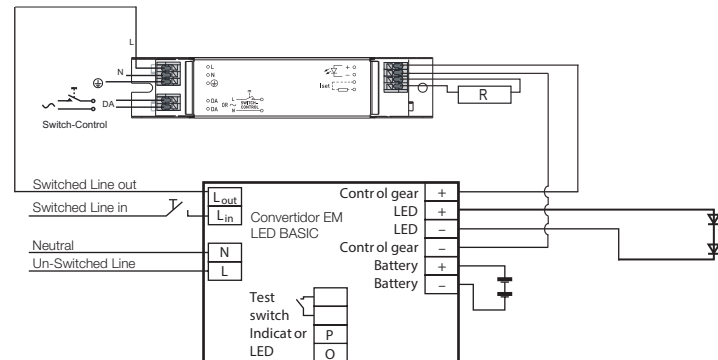 L
N
DA
Switch-Control
L
N
DA
DA
OR
L
N
SWITCH-
CONTROL
+
−
Iset
R
Switched Line out
Switched Line in
Neutral
Un-Switched Line
Lout
Lin
N
L
Convertidor EM
LED BASIC
Control gear +
LED +
LED −
Control gear −
Battery +
Battery −
Test
switch
Indicator P
LED O